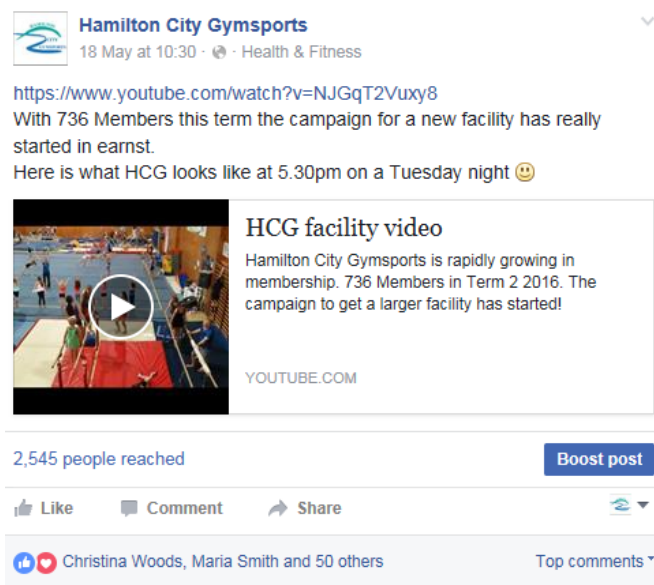 Hamilton City Gymsports
18 May at 10:30 · Health & Fitness
https://www.youtube.com/watch?v=NJGqT2Vuxy8
With 736 Members this term the campaign for a new facility has really
started in earnst.
Here is what HCG looks like at 5.30pm on a Tuesday night
HCG facility video
Hamilton City Gymsports is rapidly growing in
membership. 736 Members in Term 2 2016. The
campaign to get a larger facility has started!
YOUTUBE.COM
2,545 people reached
Boost post
Like Comment Share
Christina Woods, Maria Smith and 50 others
Top comments